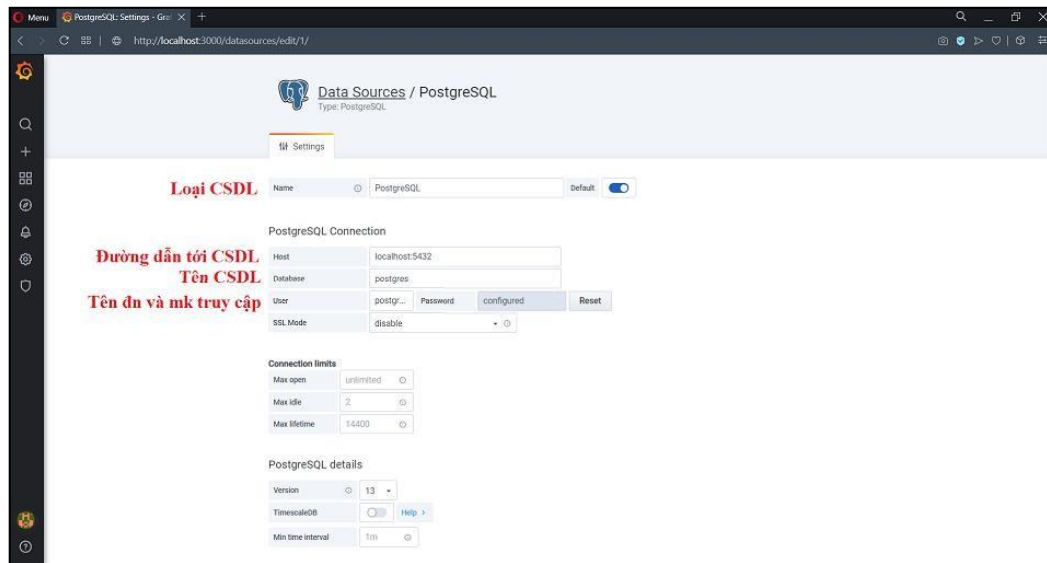 Menu PostgreSQL: Settings - Gra
http://localhost:3000/datasources/edit/1/
Data Sources / PostgreSQL
Type: PostgreSQL
Settings
Loại CSDL Name PostgreSQL Default
PostgreSQL Connection
Đường dẫn tới CSDL Host localhost:5432
Tên CSDL Database postgres
Tên đn và mk truy cập User postgr... Password configured Reset
SSL Mode disable
Connection limits
Max open unlimited
Max idle 2
Max lifetime 14400
PostgreSQL details
Version 13
TimescaleDB Help >
Min time interval 1m